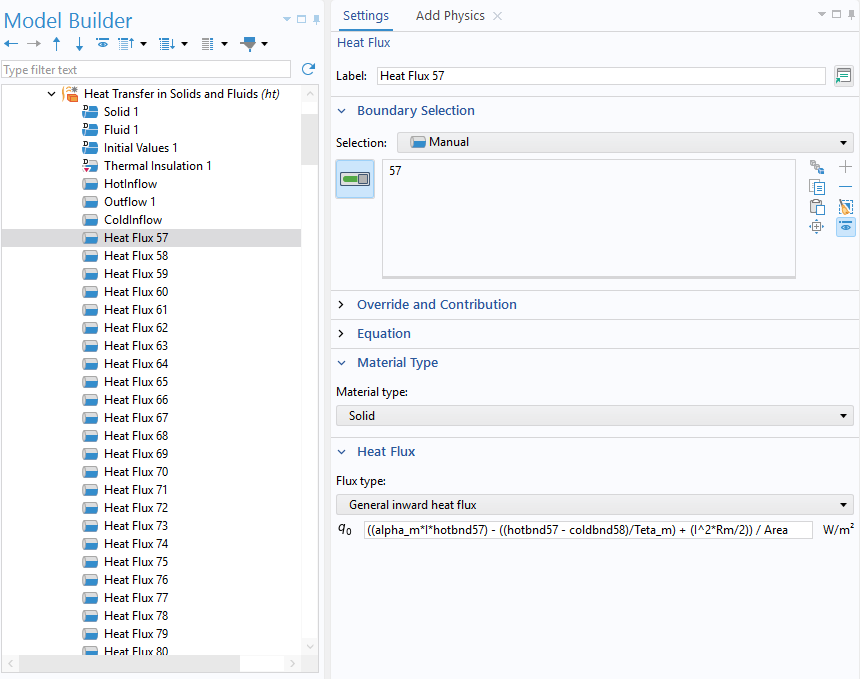 Model Builder
Type filter text
Heat Transfer in Solids and Fluids (ht)
D Solid 1
D Fluid 1
D Initial Values 1
D Thermal Insulation 1
HotInflow
Outflow 1
ColdInflow
Heat Flux 57
Heat Flux 58
Heat Flux 59
Heat Flux 60
Heat Flux 61
Heat Flux 62
Heat Flux 63
Heat Flux 64
Heat Flux 65
Heat Flux 66
Heat Flux 67
Heat Flux 68
Heat Flux 69
Heat Flux 70
Heat Flux 71
Heat Flux 72
Heat Flux 73
Heat Flux 74
Heat Flux 75
Heat Flux 76
Heat Flux 77
Heat Flux 78
Heat Flux 79
Heat Flux 80
Settings Add Physics
Heat Flux
Label: Heat Flux 57
Boundary Selection
Selection: Manual
57
Override and Contribution
Equation
Material Type
Material type:
Solid
Heat Flux
Flux type:
General inward heat flux
q₀ ((alpha_m*I*hotbnd57) - ((hotbnd57 - coldbnd58)/Teta_m) + (I^2*Rm/2)) / Area W/m²